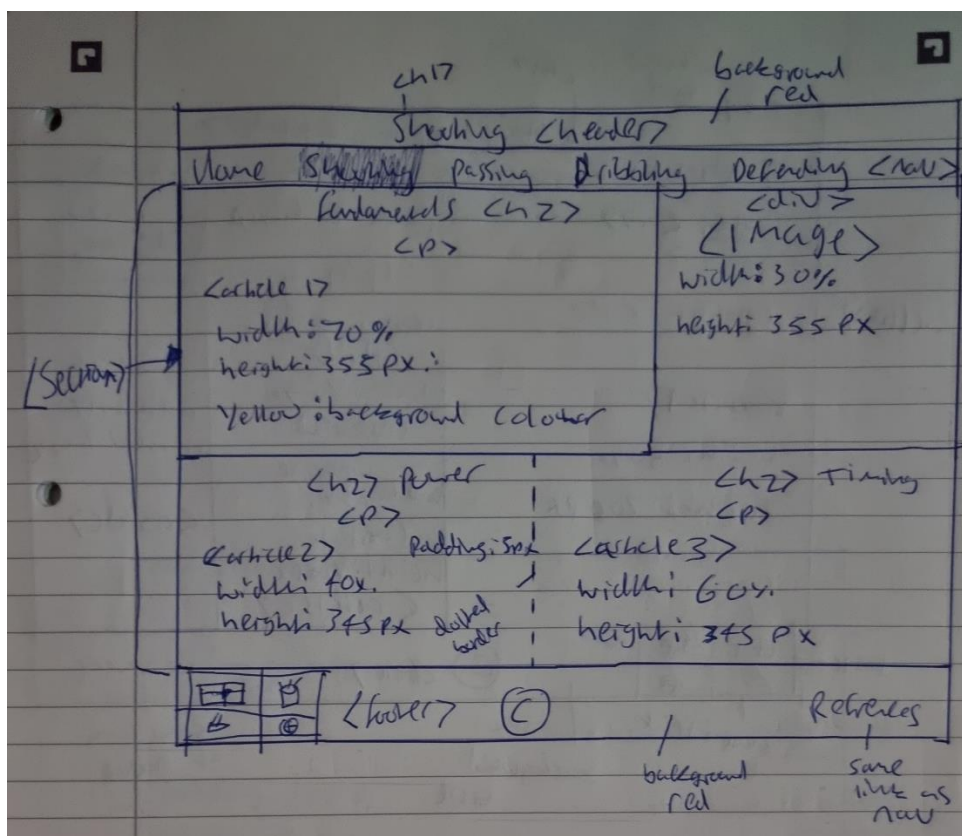 <h1>
background
red
Shooting <header>
Home Shooting Passing Dribbling Defending <nav>
Fundamentals <h2>
<p>
<div>
<Image>
width: 30%
height: 355 px
<article 1>
width: 70%
height: 355 px.:
Yellow: background colour
<Section>
<h2> Power
<p>
<article 2> Padding: 5px
width: 40%.
height: 345 px dotted
border
<h2> Timing
<p>
<article 3>
width: 60%.
height: 345 px
<footer> © References
background
red
same
link as
nav